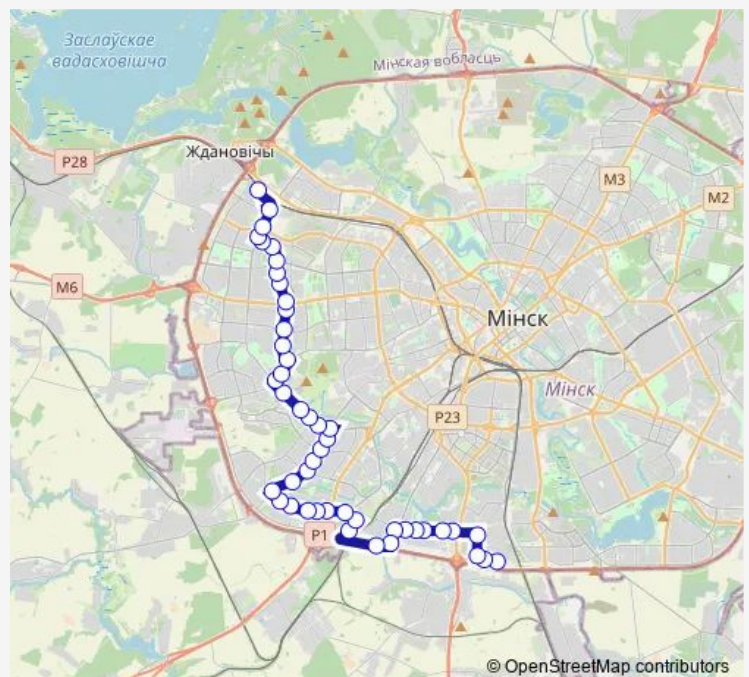 Заслаўскае
вадасховішча
Мінская вобласць
Ждановічы
P28
M3
M2
M6
Мінск
Мінск
P23
P1
© OpenStreetMap contributors